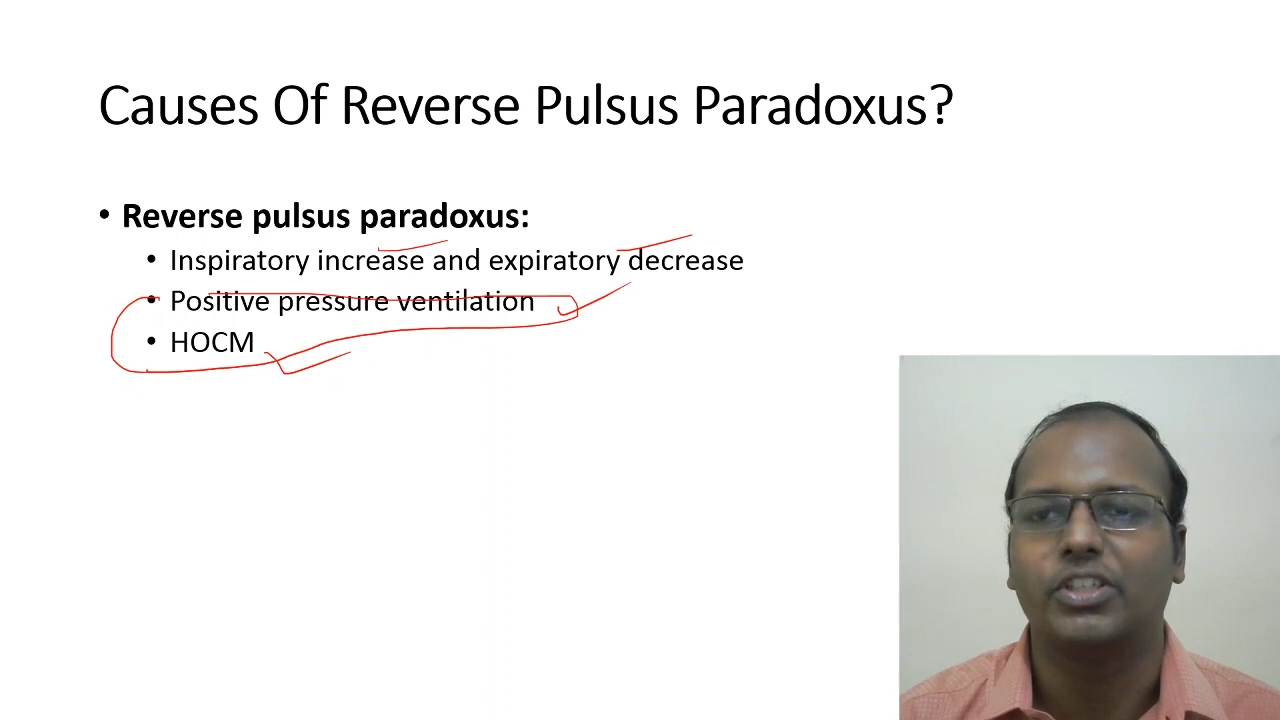 Causes Of Reverse Pulsus Paradoxus?
• Reverse pulsus paradoxus:
• Inspiratory increase and expiratory decrease
• Positive pressure ventilation
• HOCM